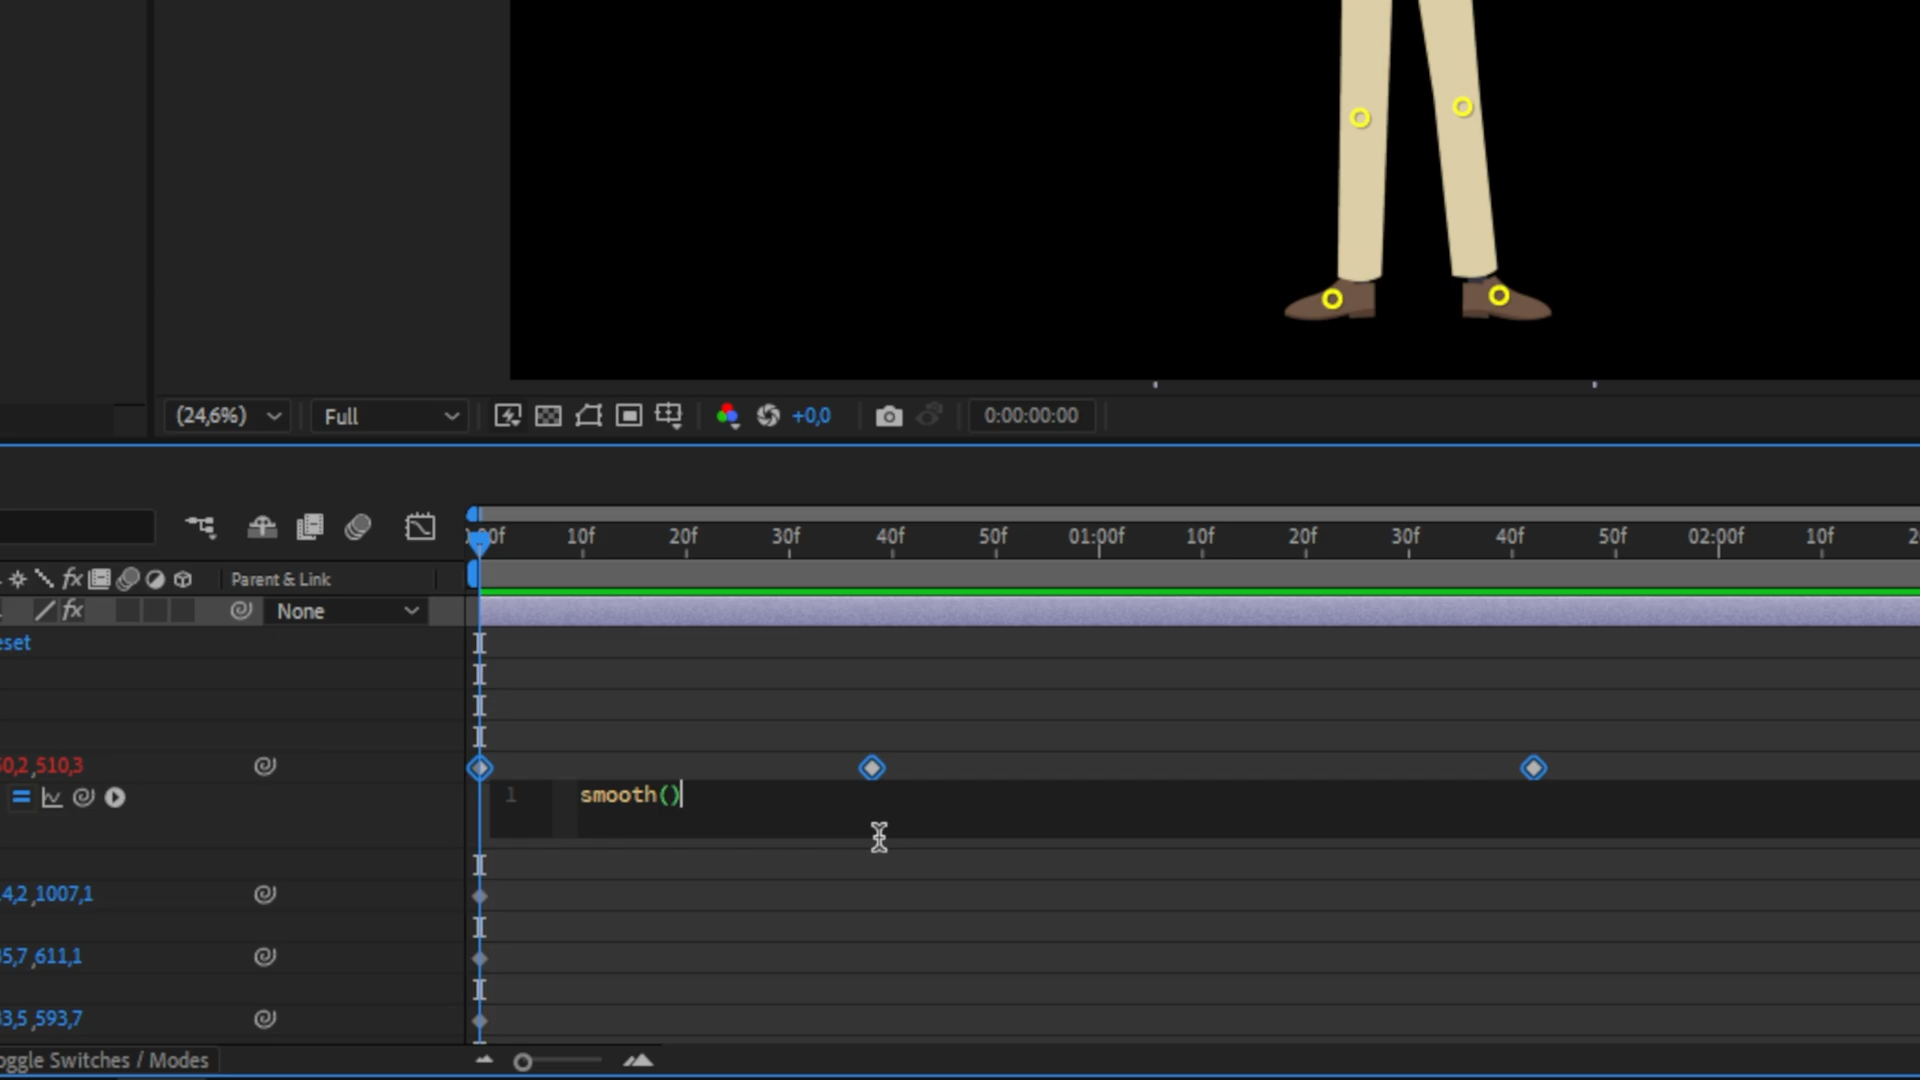 (24,6%) Full +0,0 0:00:00:00
10f 20f 30f 40f 50f 01:00f 10f 20f 30f 40f 50f 02:00f 10f
fx Parent & Link
fx None
eset
0,2,510,3
1 smooth()
4,2,1007,1
5,7,611,1
3,5,593,7
oggle Switches / Modes